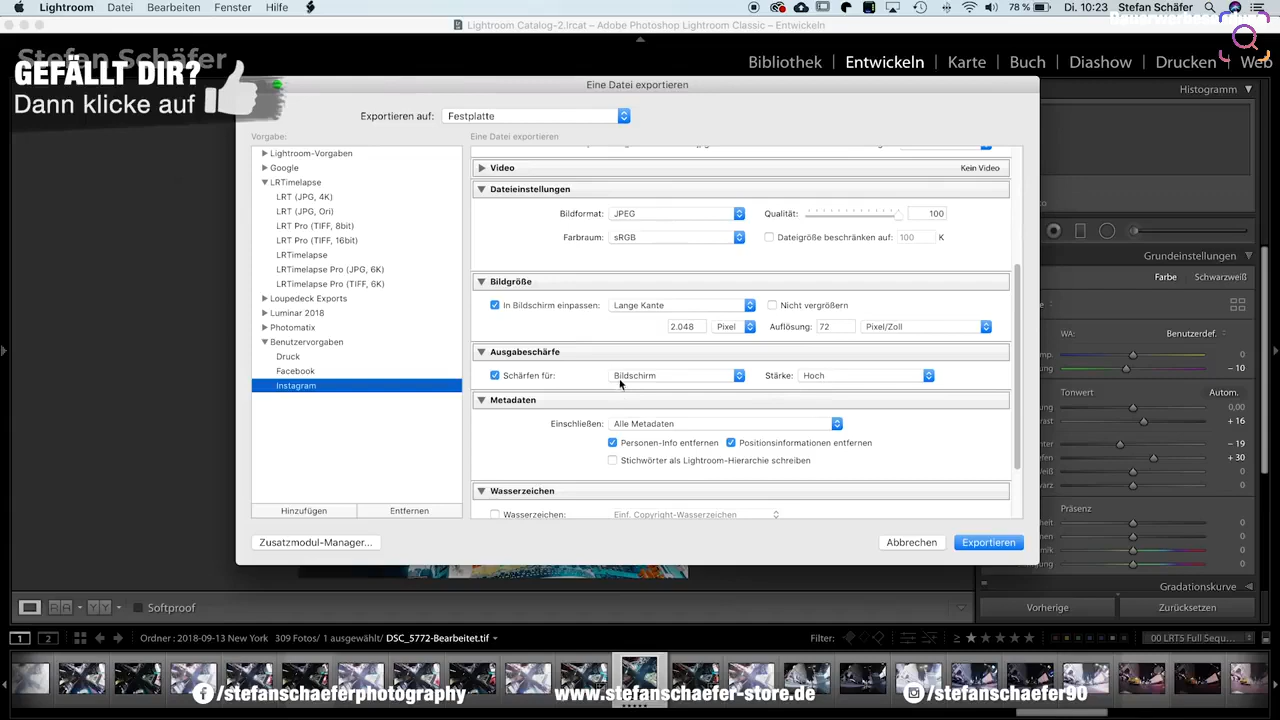 Lightroom Datei Bearbeiten Fenster Hilfe 78 % Di. 10:23 Stefan Schäfer
Lightroom Catalog-2.lrcat – Adobe Photoshop Lightroom Classic – Entwickeln
Stefan Schäfer
GEFÄLLT DIR?
Dann klicke auf
Bibliothek | Entwickeln | Karte | Buch | Diashow | Drucken | Web
Histogramm
Eine Datei exportieren
Exportieren auf: Festplatte
Vorgabe:
Eine Datei exportieren
Lightroom-Vorgaben
Google
LRTimelapse
LRT (JPG, 4K)
LRT (JPG, Ori)
LRT Pro (TIFF, 8bit)
LRT Pro (TIFF, 16bit)
LRTimelapse
LRTimelapse Pro (JPG, 6K)
LRTimelapse Pro (TIFF, 6K)
Loupedeck Exports
Luminar 2018
Photomatix
Benutzervorgaben
Druck
Facebook
Instagram
Hinzufügen Entfernen
Video Kein Video
Dateieinstellungen
Bildformat: JPEG Qualität: 100
Farbraum: sRGB Dateigröße beschränken auf: 100 K
Bildgröße
In Bildschirm einpassen: Lange Kante Nicht vergrößern
2.048 Pixel Auflösung: 72 Pixel/Zoll
Ausgabeschärfe
Schärfen für: Bildschirm Stärke: Hoch
Metadaten
Einschließen: Alle Metadaten
Personen-Info entfernen Positionsinformationen entfernen
Stichwörter als Lightroom-Hierarchie schreiben
Wasserzeichen
Wasserzeichen: Einf. Copyright-Wasserzeichen
Zusatzmodul-Manager... Abbrechen Exportieren
Grundeinstellungen
Farbe Schwarzweiß
WA: Benutzerdef.
0
– 10
Tonwert Autom.
0,00
+ 16
– 19
+ 30
0
0
Präsenz
0
0
0
0
Gradationskurve
Vorherige Zurücksetzen
Softproof
1 2 Ordner : 2018-09-13 New York 309 Fotos/ 1 ausgewählt/ DSC_5772-Bearbeitet.tif Filter: 00 LRT5 Full Sequ...
/stefanschaeferphotography www.stefanschaefer-store.de /stefanschaefer90